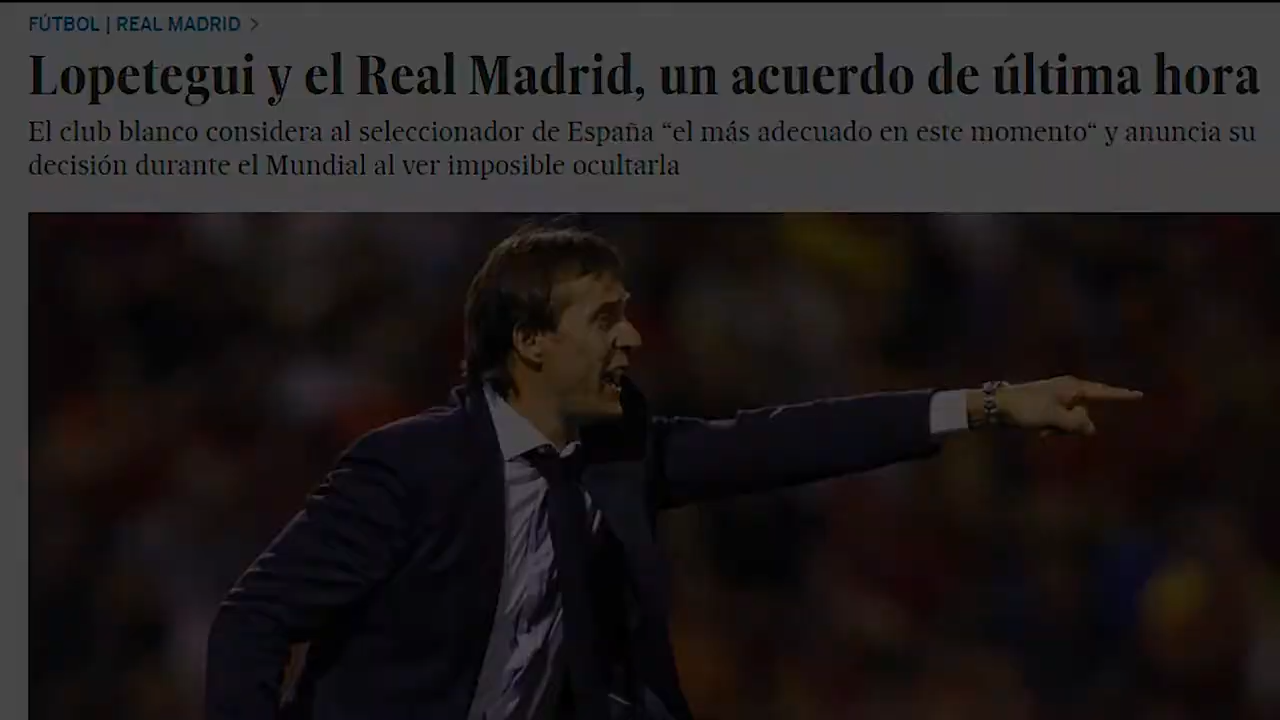 FÚTBOL | REAL MADRID >
Lopetegui y el Real Madrid, un acuerdo de última hora
El club blanco considera al seleccionador de España “el más adecuado en este momento“ y anuncia su
decisión durante el Mundial al ver imposible ocultarla